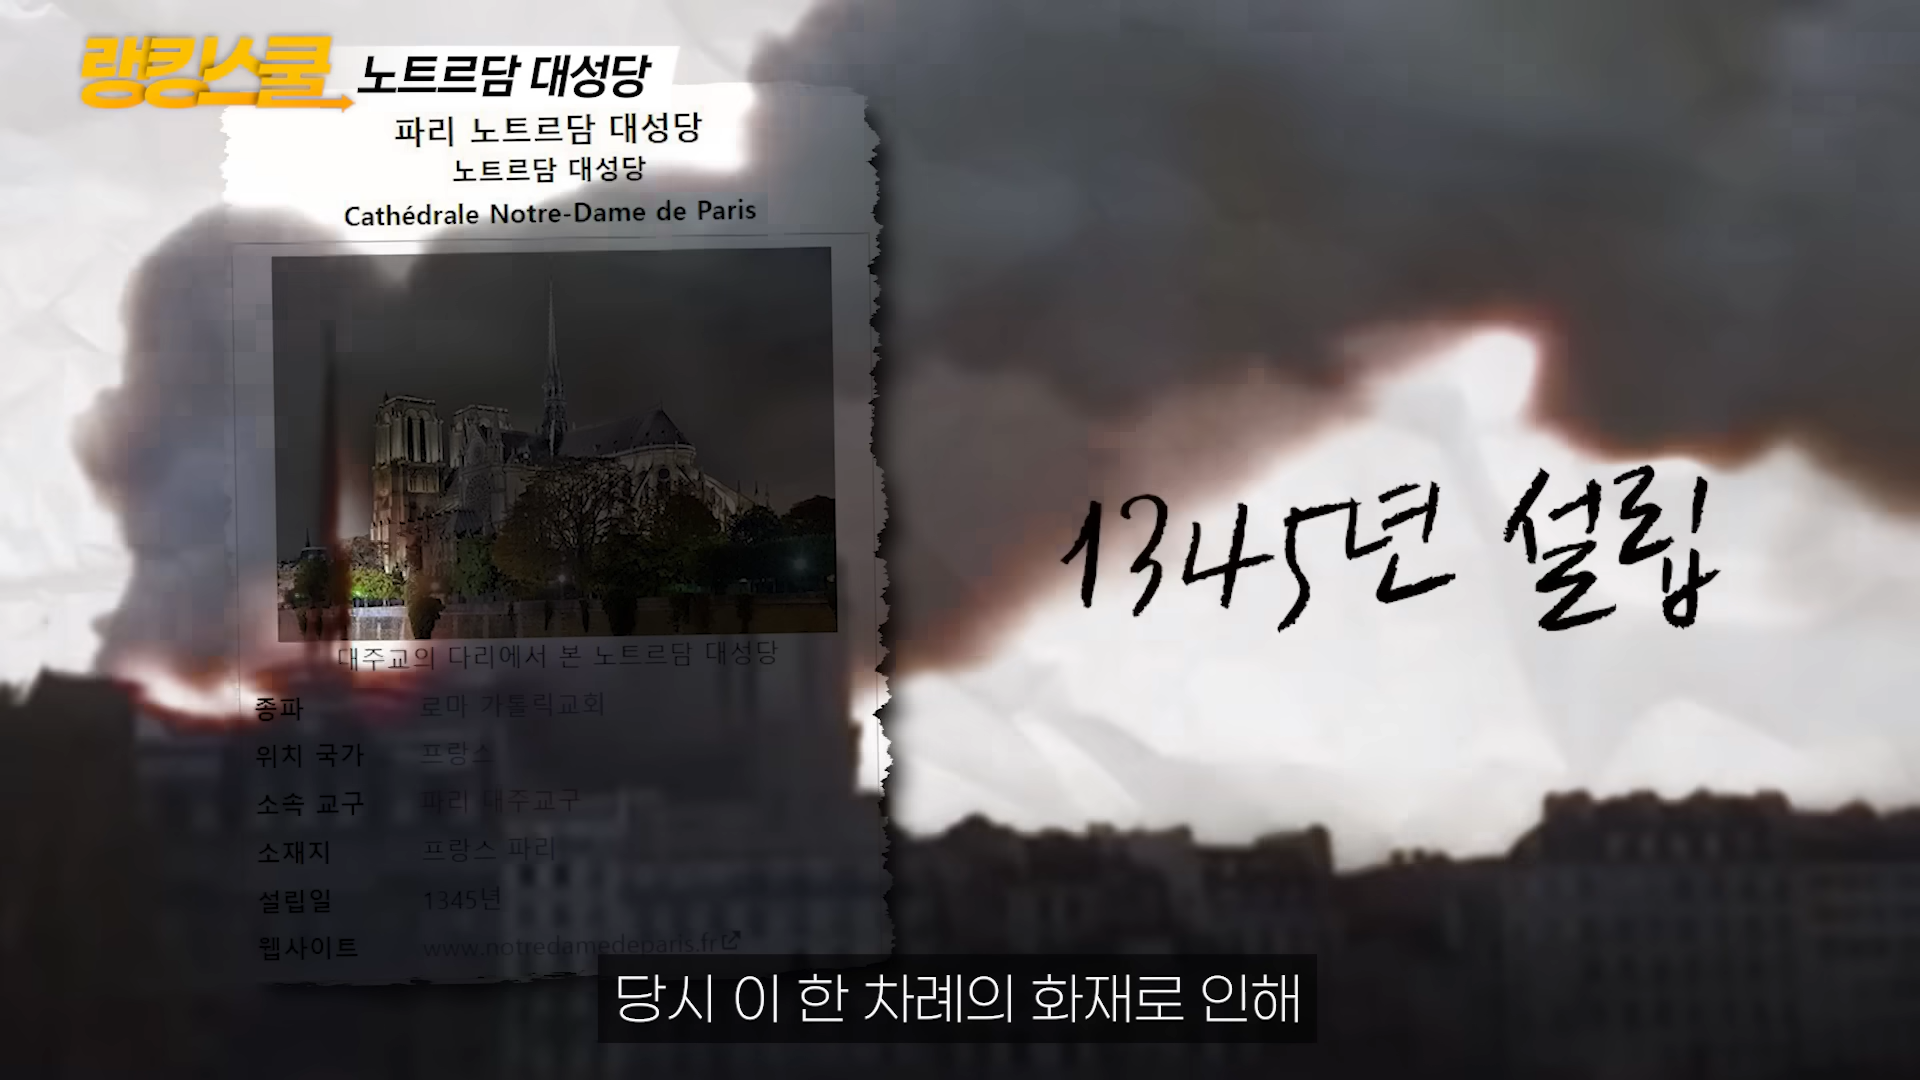 랭킹스쿨 노트르담 대성당
파리 노트르담 대성당
노트르담 대성당
Cathédrale Notre-Dame de Paris
대주교의 다리에서 본 노트르담 대성당
종파 로마 가톨릭교회
위치 국가 프랑스
소속 교구 파리 대주교구
소재지 프랑스 파리
설립일 1345년
웹사이트 www.notredamedeparis.fr
1345년 설립
당시 이 한 차례의 화재로 인해